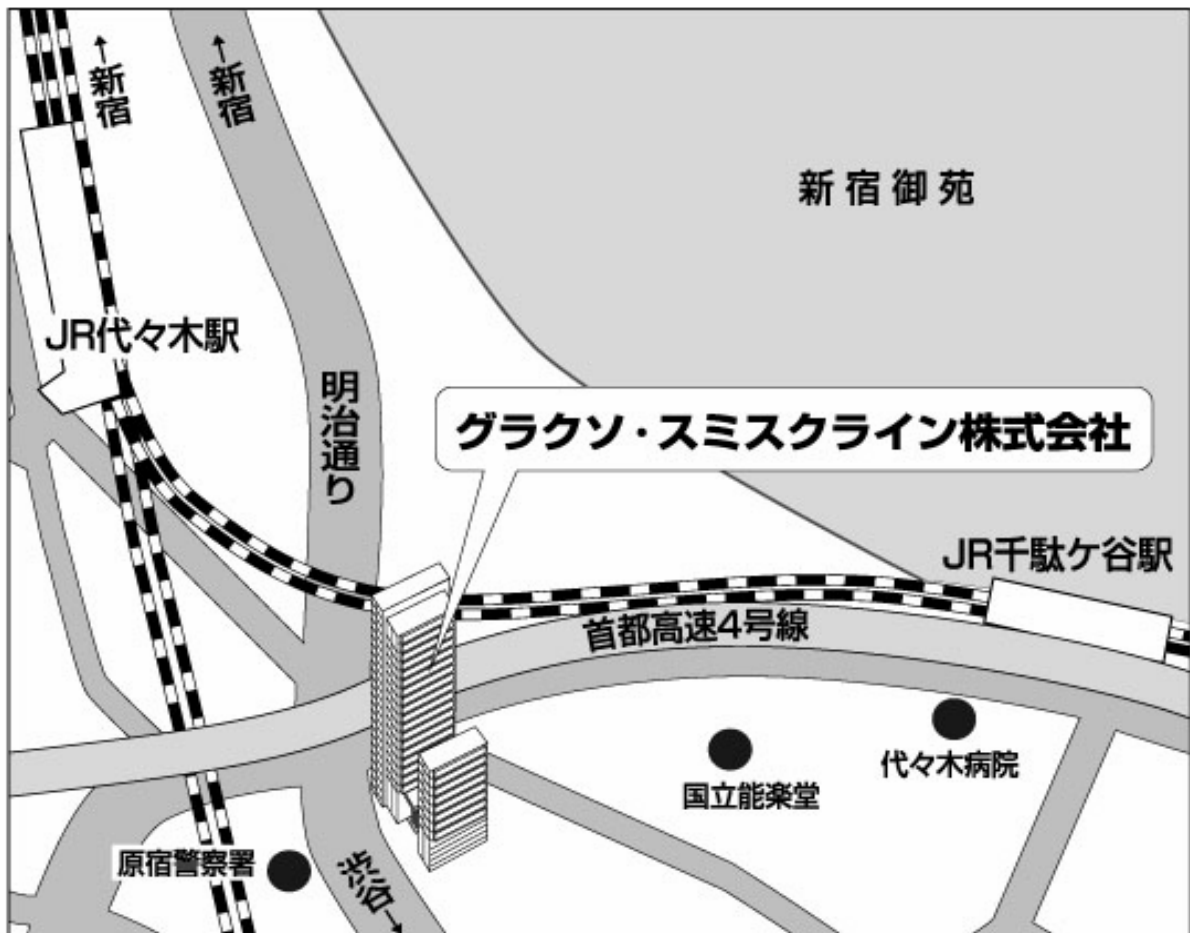 ←新宿
←新宿
新宿御苑
JR代々木駅
明治通り
グラクソ・スミスクライン株式会社
JR千駄ケ谷駅
首都高速4号線
代々木病院
国立能楽堂
原宿警察署
渋谷→